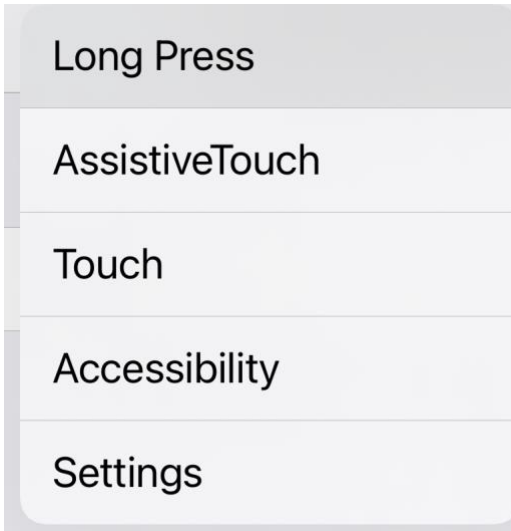 Long Press
AssistiveTouch
Touch
Accessibility
Settings